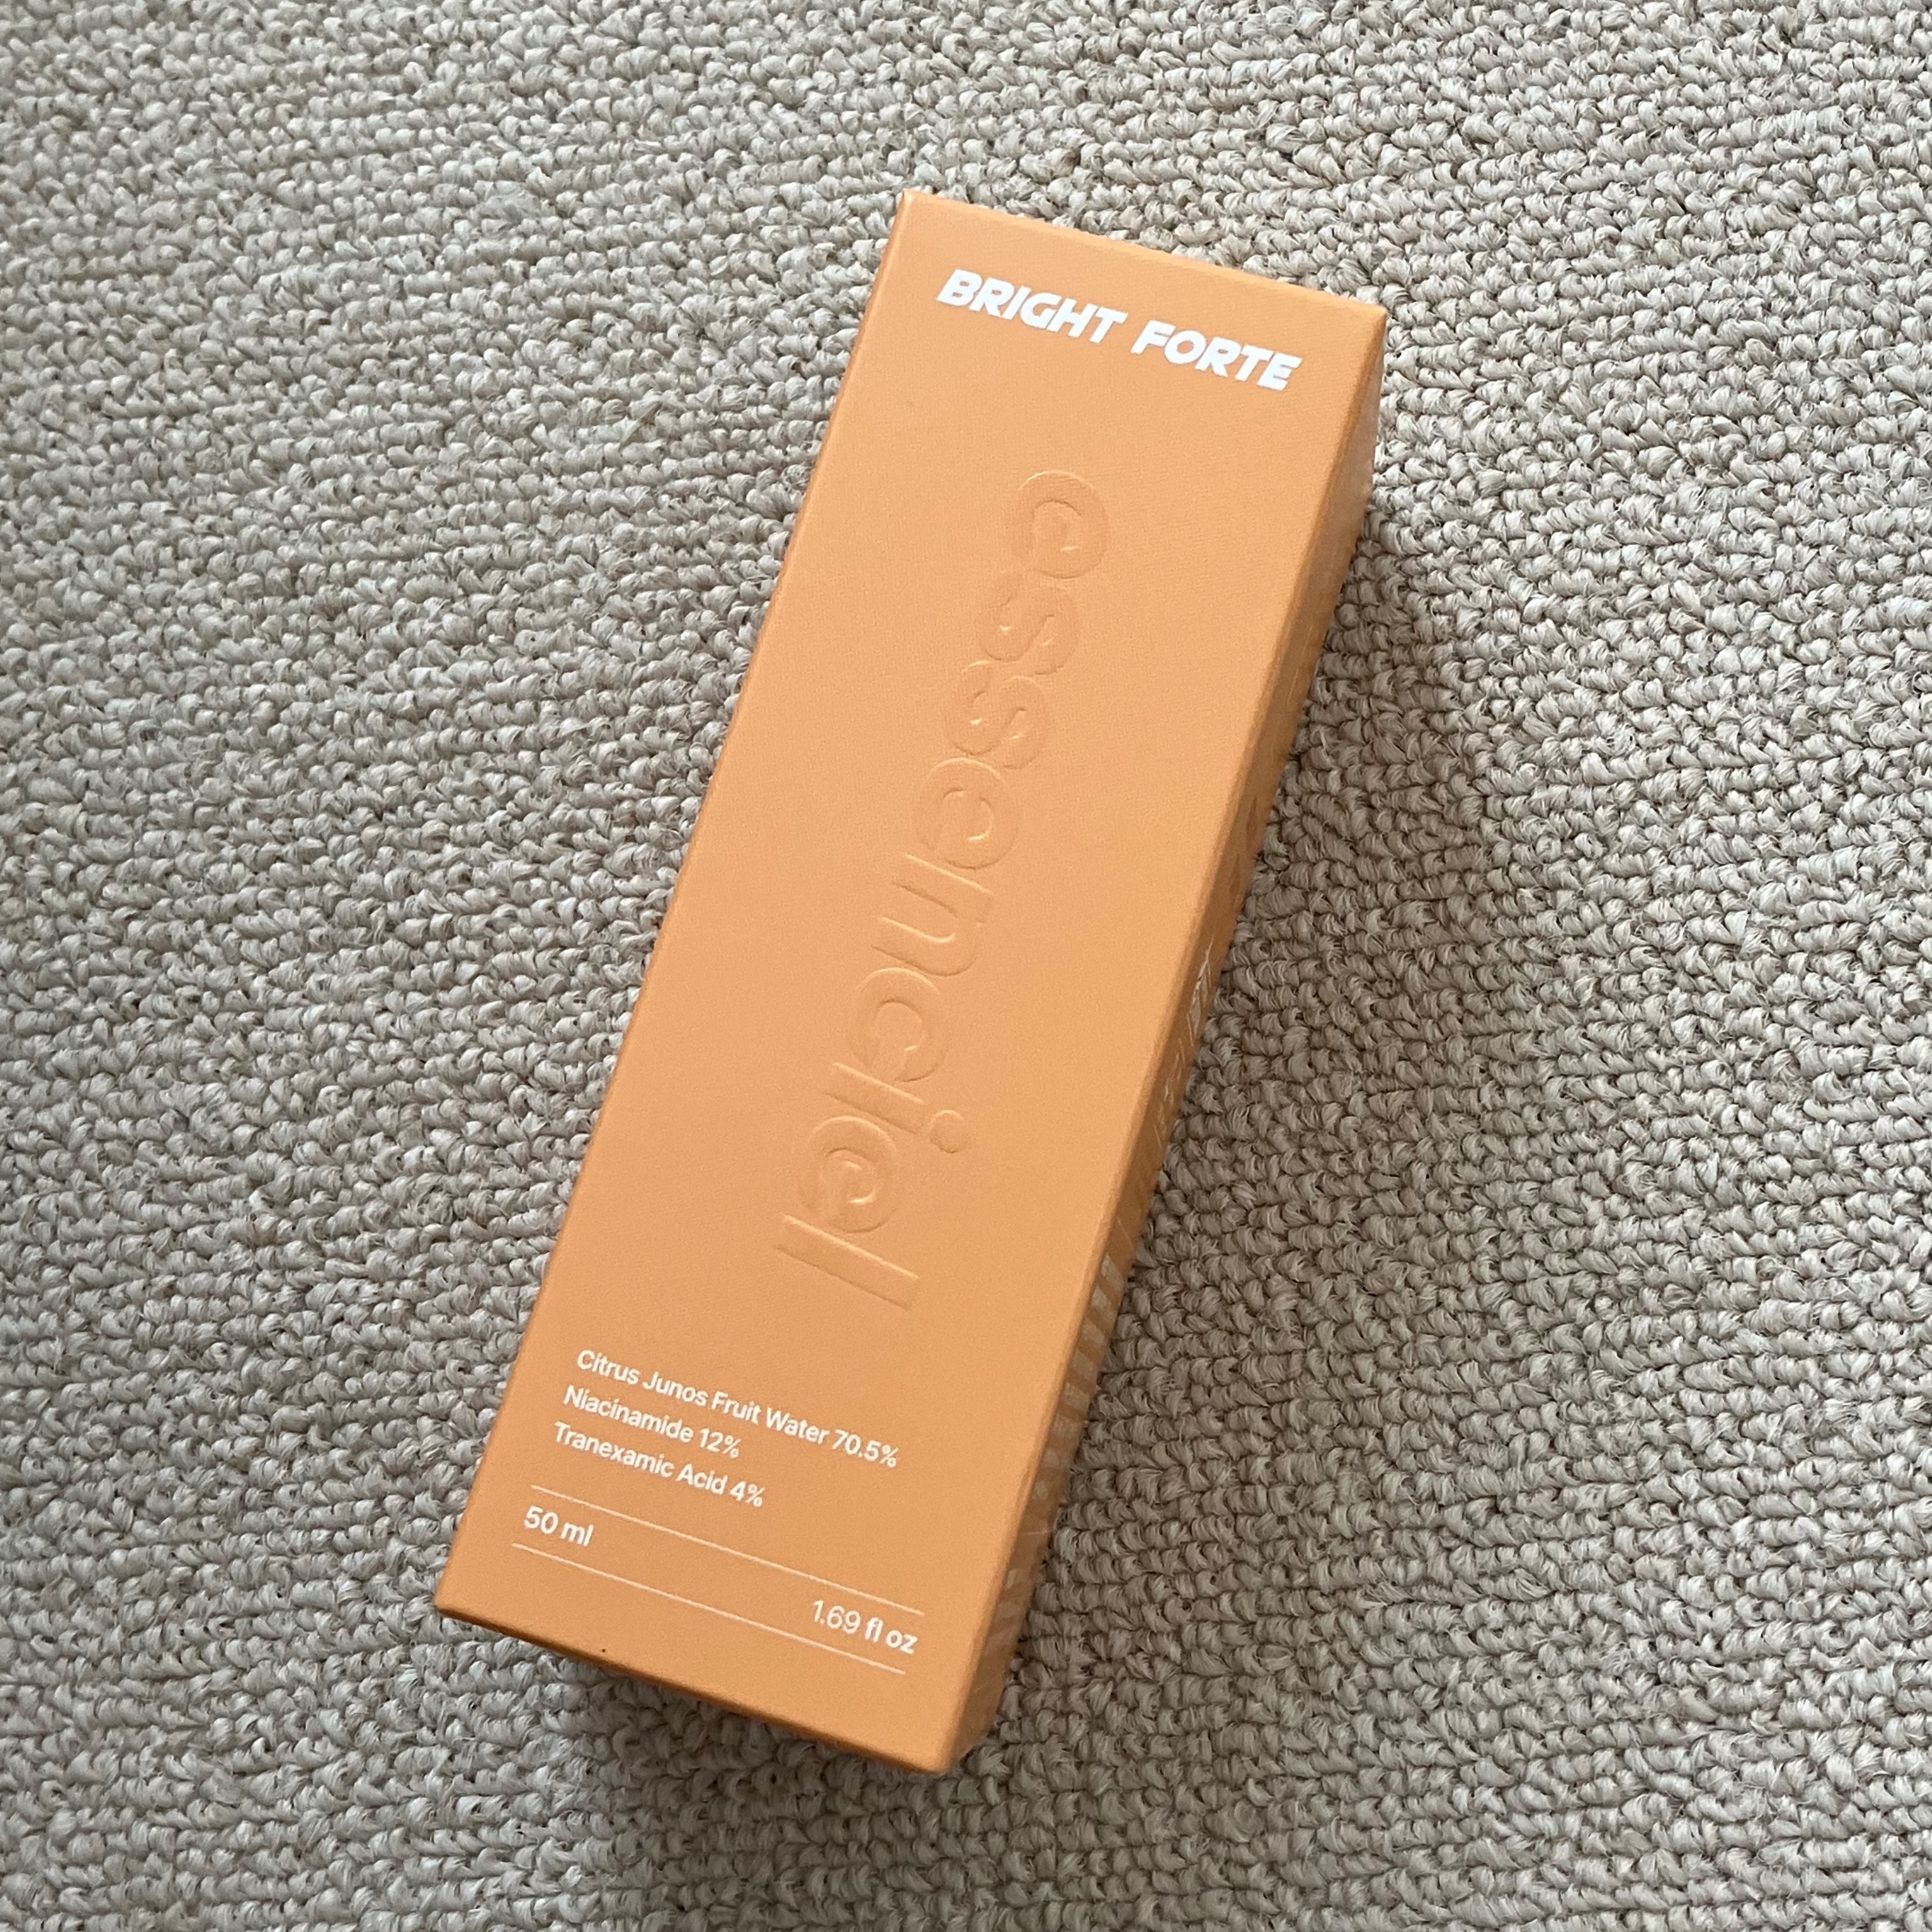 BRIGHT FORTE
essenciel
Citrus Junos Fruit Water 70.5%
Niacinamide 12%
Tranexamic Acid 4%
50 ml
1.69 fl oz